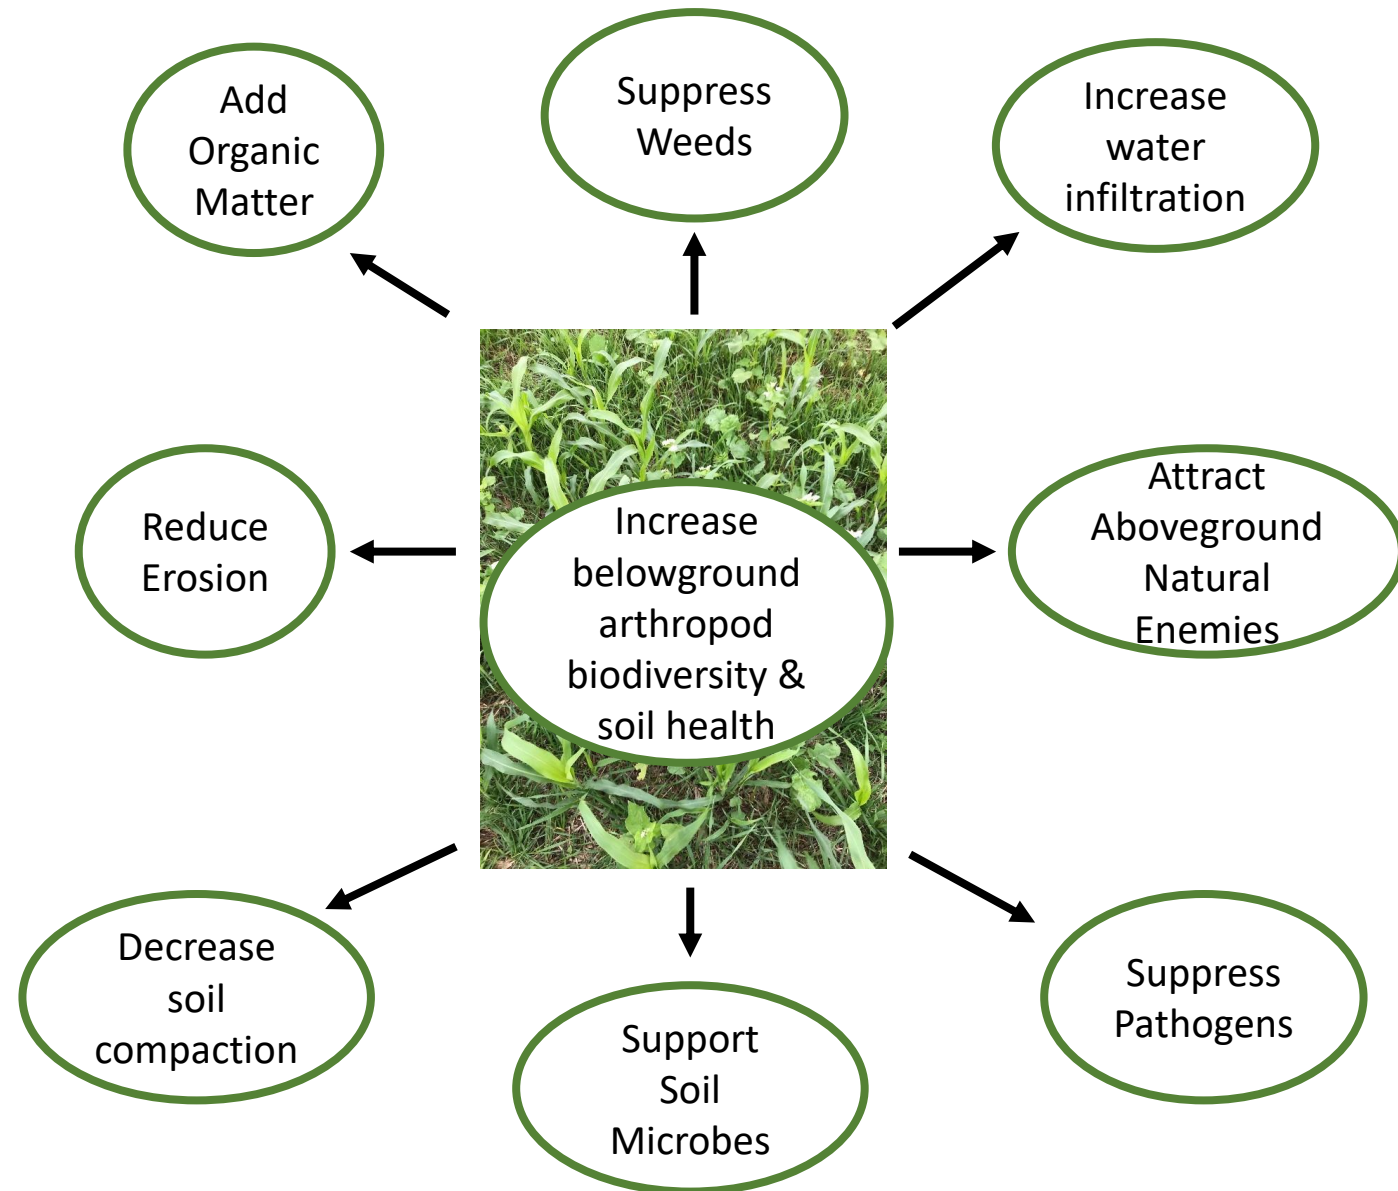 Add
Organic
Matter
Suppress
Weeds
Increase
water
infiltration
Reduce
Erosion
Increase
belowground
arthropod
biodiversity &
soil health
Attract
Aboveground
Natural
Enemies
Decrease
soil
compaction
Support
Soil
Microbes
Suppress
Pathogens